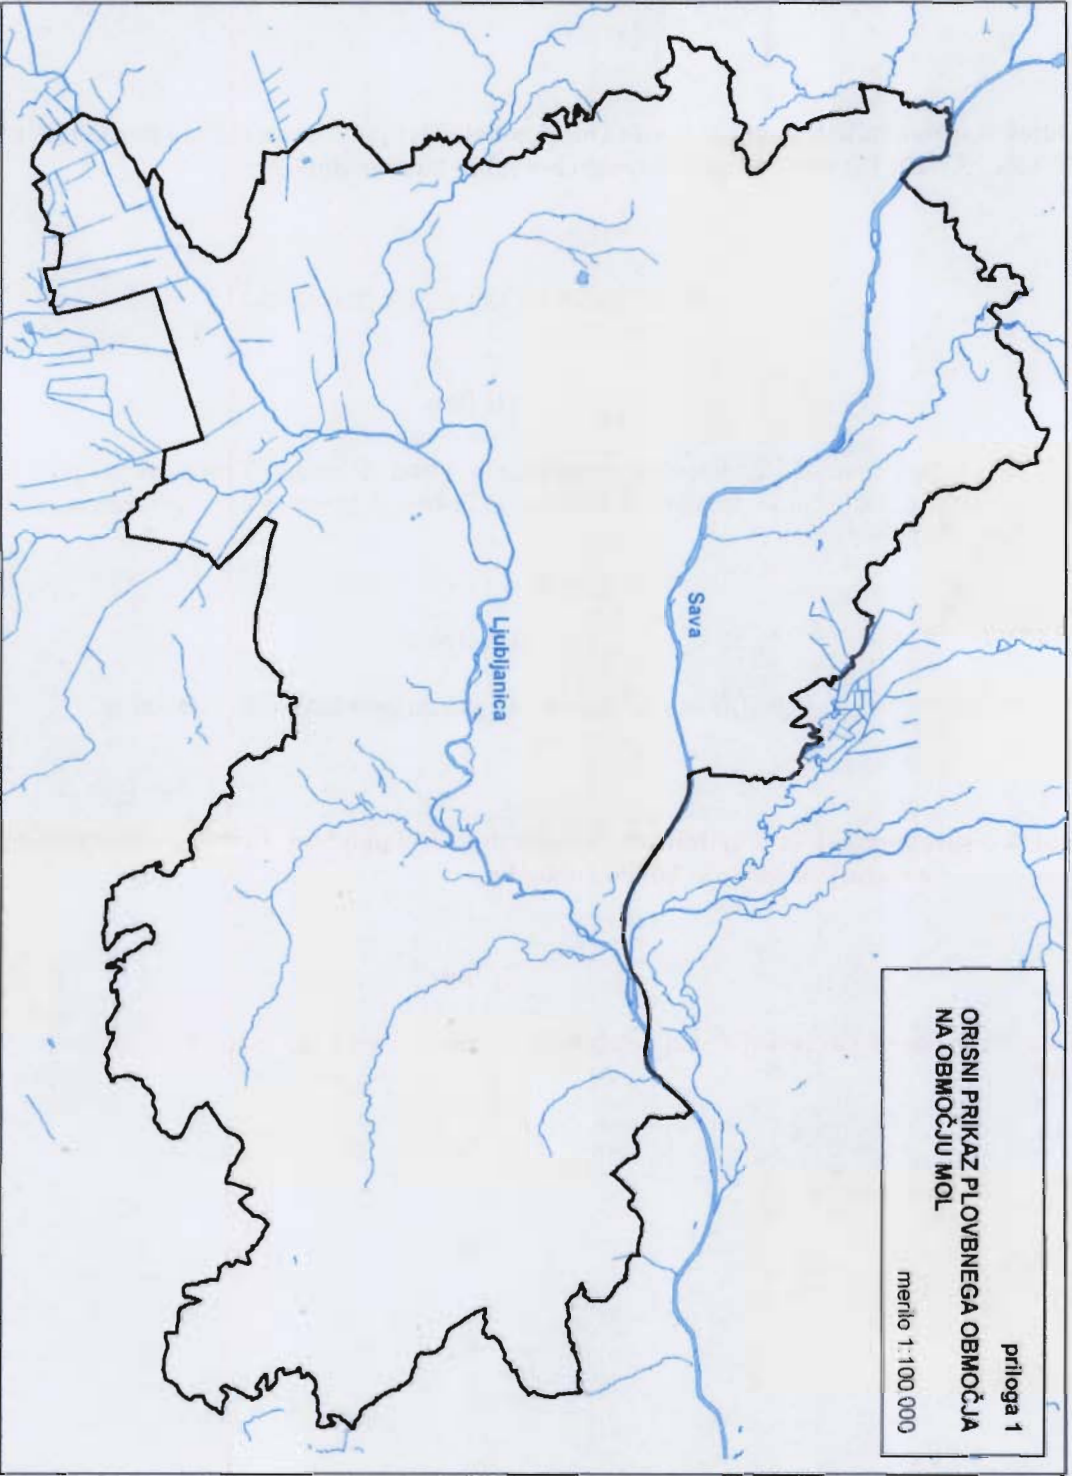 priloga 1
ORISNI PRIKAZ PLOVBNEGA OBMOČJA
NA OBMOČJU MOL
merilo 1:100 000
Sava
Ljubljanica